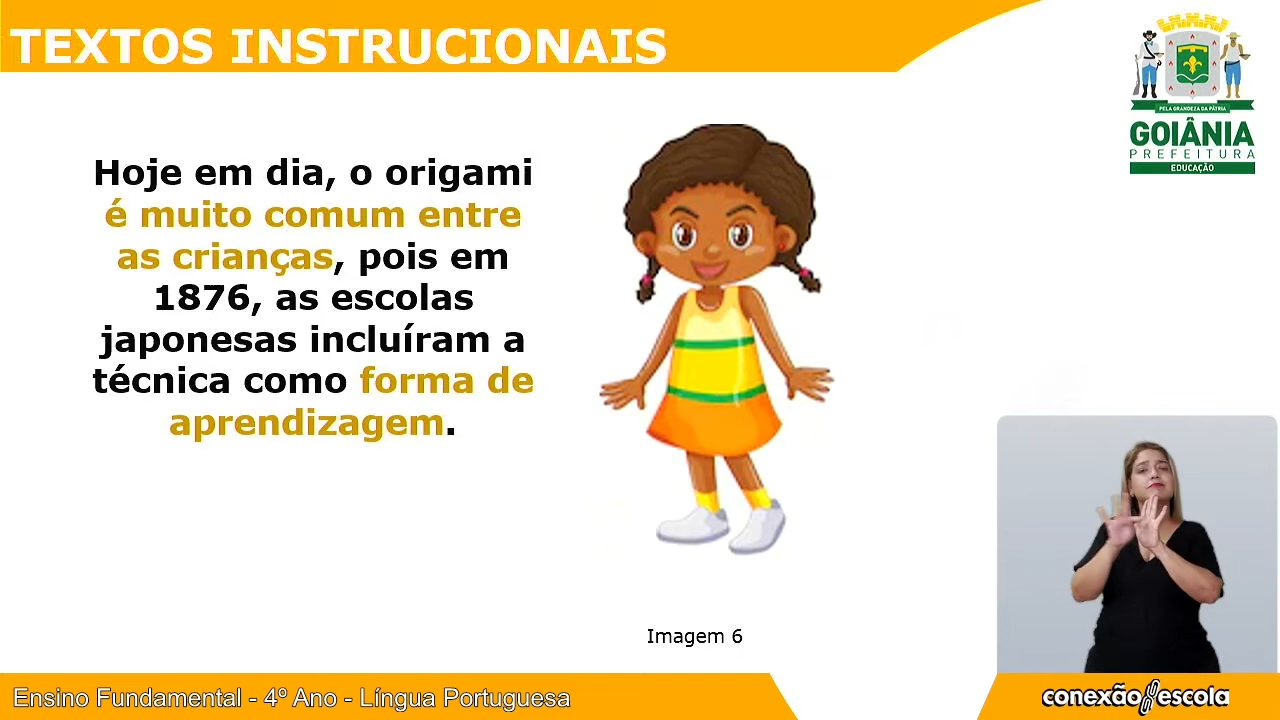 TEXTOS INSTRUCIONAIS
PELA GRANDEZA DA PÁTRIA
GOIÂNIA
PREFEITURA
EDUCAÇÃO
Hoje em dia, o origami
é muito comum entre
as crianças, pois em
1876, as escolas
japonesas incluíram a
técnica como forma de
aprendizagem.
Imagem 6
Ensino Fundamental - 4º Ano - Língua Portuguesa
conexão escola